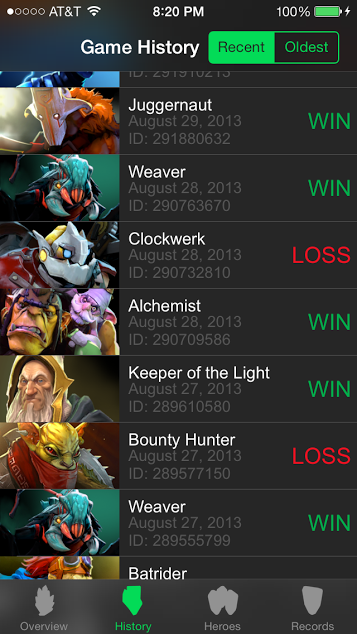 AT&T 8:20 PM 100%
Game History Recent Oldest
ID: 291910213
Juggernaut
August 29, 2013
ID: 291880632
WIN
Weaver
August 28, 2013
ID: 290763670
WIN
Clockwerk
August 28, 2013
ID: 290732810
LOSS
Alchemist
August 28, 2013
ID: 290709586
WIN
Keeper of the Light
August 27, 2013
ID: 289610580
WIN
Bounty Hunter
August 27, 2013
ID: 289577150
LOSS
Weaver
August 27, 2013
ID: 289555799
WIN
Batrider
Overview History Heroes Records